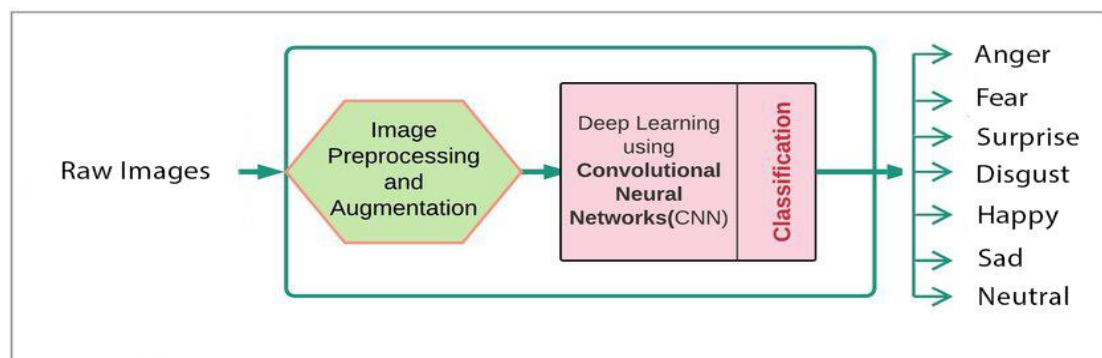 Raw Images
Image
Preprocessing
and
Augmentation
Deep Learning
using
Convolutional
Neural
Networks(CNN)
Classification
Anger
Fear
Surprise
Disgust
Happy
Sad
Neutral